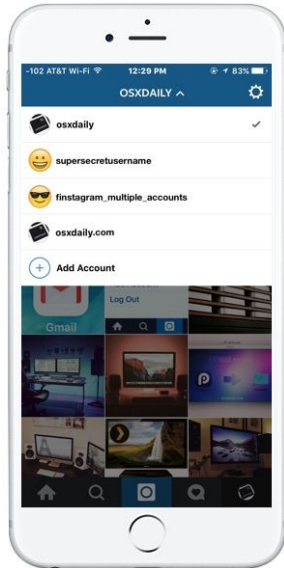 -102 AT&T Wi-Fi 12:29 PM 83%
OSXDAILY
osxdaily
supersecretusername
finstagram_multiple_accounts
osxdaily.com
Add Account
Log Out
Gmail